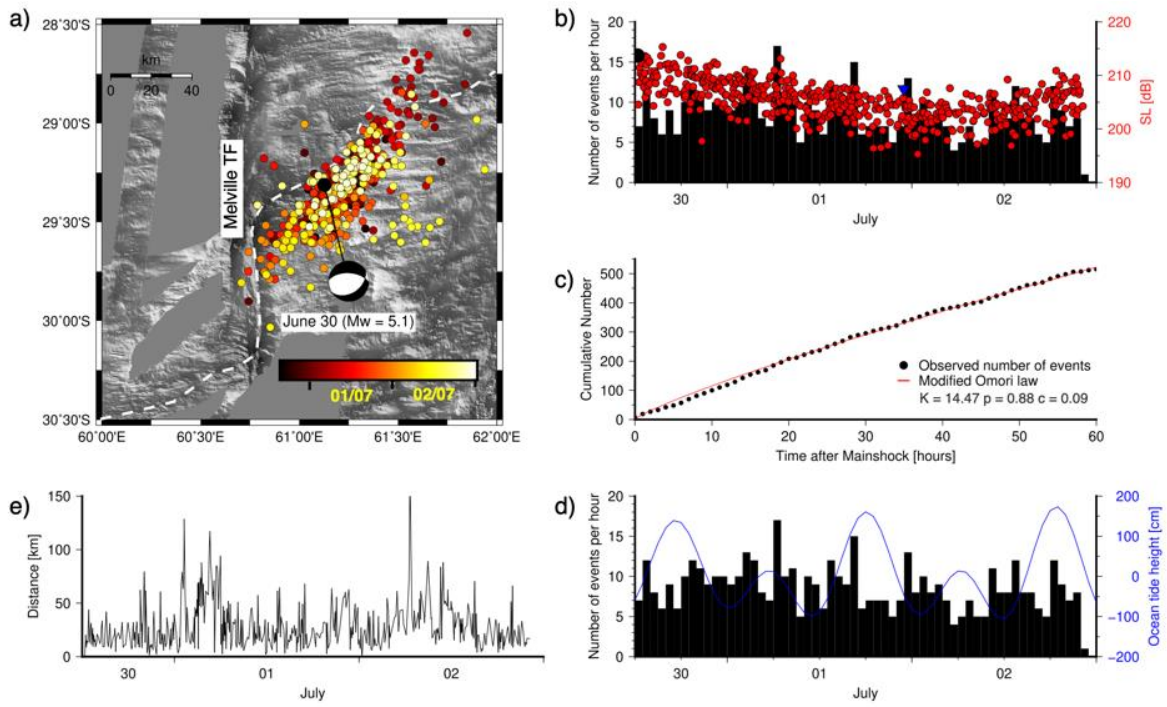 a)
28˚30'S
29˚00'S
29˚30'S
30˚00'S
30˚30'S
60˚00'E
60˚30'E
61˚00'E
61˚30'E
62˚00'E
km
0 20 40
Melville TF
June 30 (Mw = 5.1)
01/07 02/07
b)
Number of events per hour
0
5
10
15
20
SL [dB]
190
200
210
220
30 01 02
July
c)
Cumulative Number
0
100
200
300
400
500
Observed number of events
Modified Omori law
K = 14.47 p = 0.88 c = 0.09
0 10 20 30 40 50 60
Time after Mainshock [hours]
e)
Distance [km]
0
50
100
150
30 01 02
July
d)
Number of events per hour
0
5
10
15
20
Ocean tide height [cm]
−200
−100
0
100
200
30 01 02
July